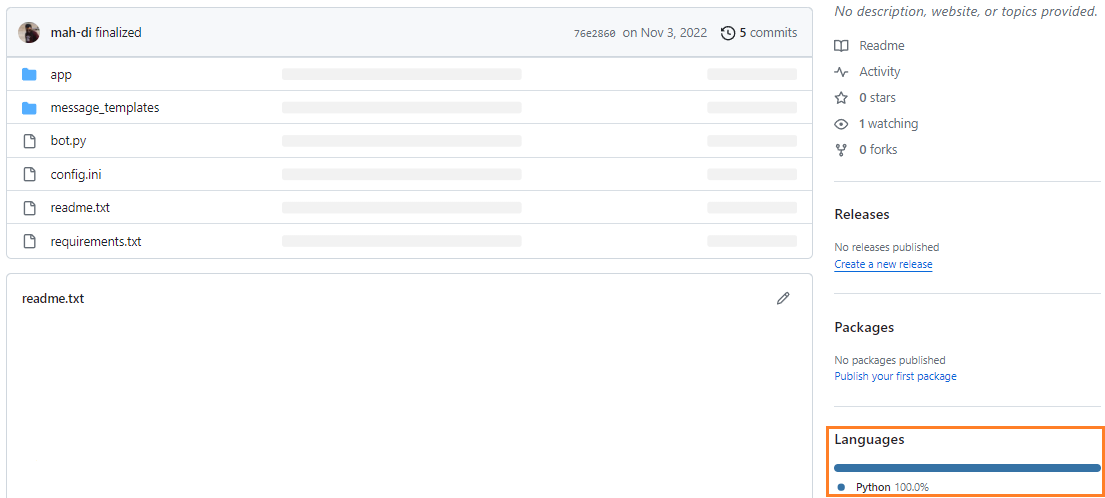 mah-di finalized 76e2860 on Nov 3, 2022 5 commits
app
message_templates
bot.py
config.ini
readme.txt
requirements.txt
readme.txt
No description, website, or topics provided.
Readme
Activity
0 stars
1 watching
0 forks
Releases
No releases published
Create a new release
Packages
No packages published
Publish your first package
Languages
Python 100.0%